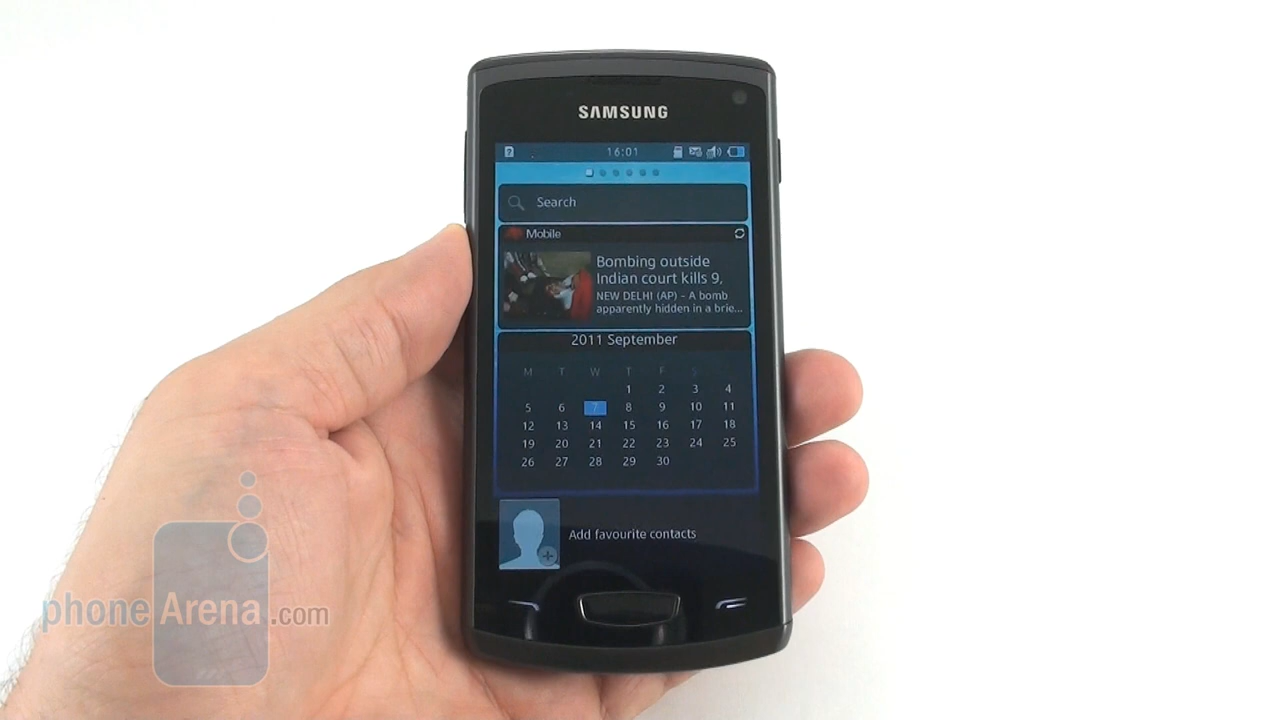 SAMSUNG
16:01
Search
Mobile
Bombing outside
Indian court kills 9,
NEW DELHI (AP) - A bomb
apparently hidden in a brie...
2011 September
M T W T F S
1 2 3 4
5 6 7 8 9 10 11
12 13 14 15 16 17 18
19 20 21 22 23 24 25
26 27 28 29 30
Add favourite contacts
phoneArena.com